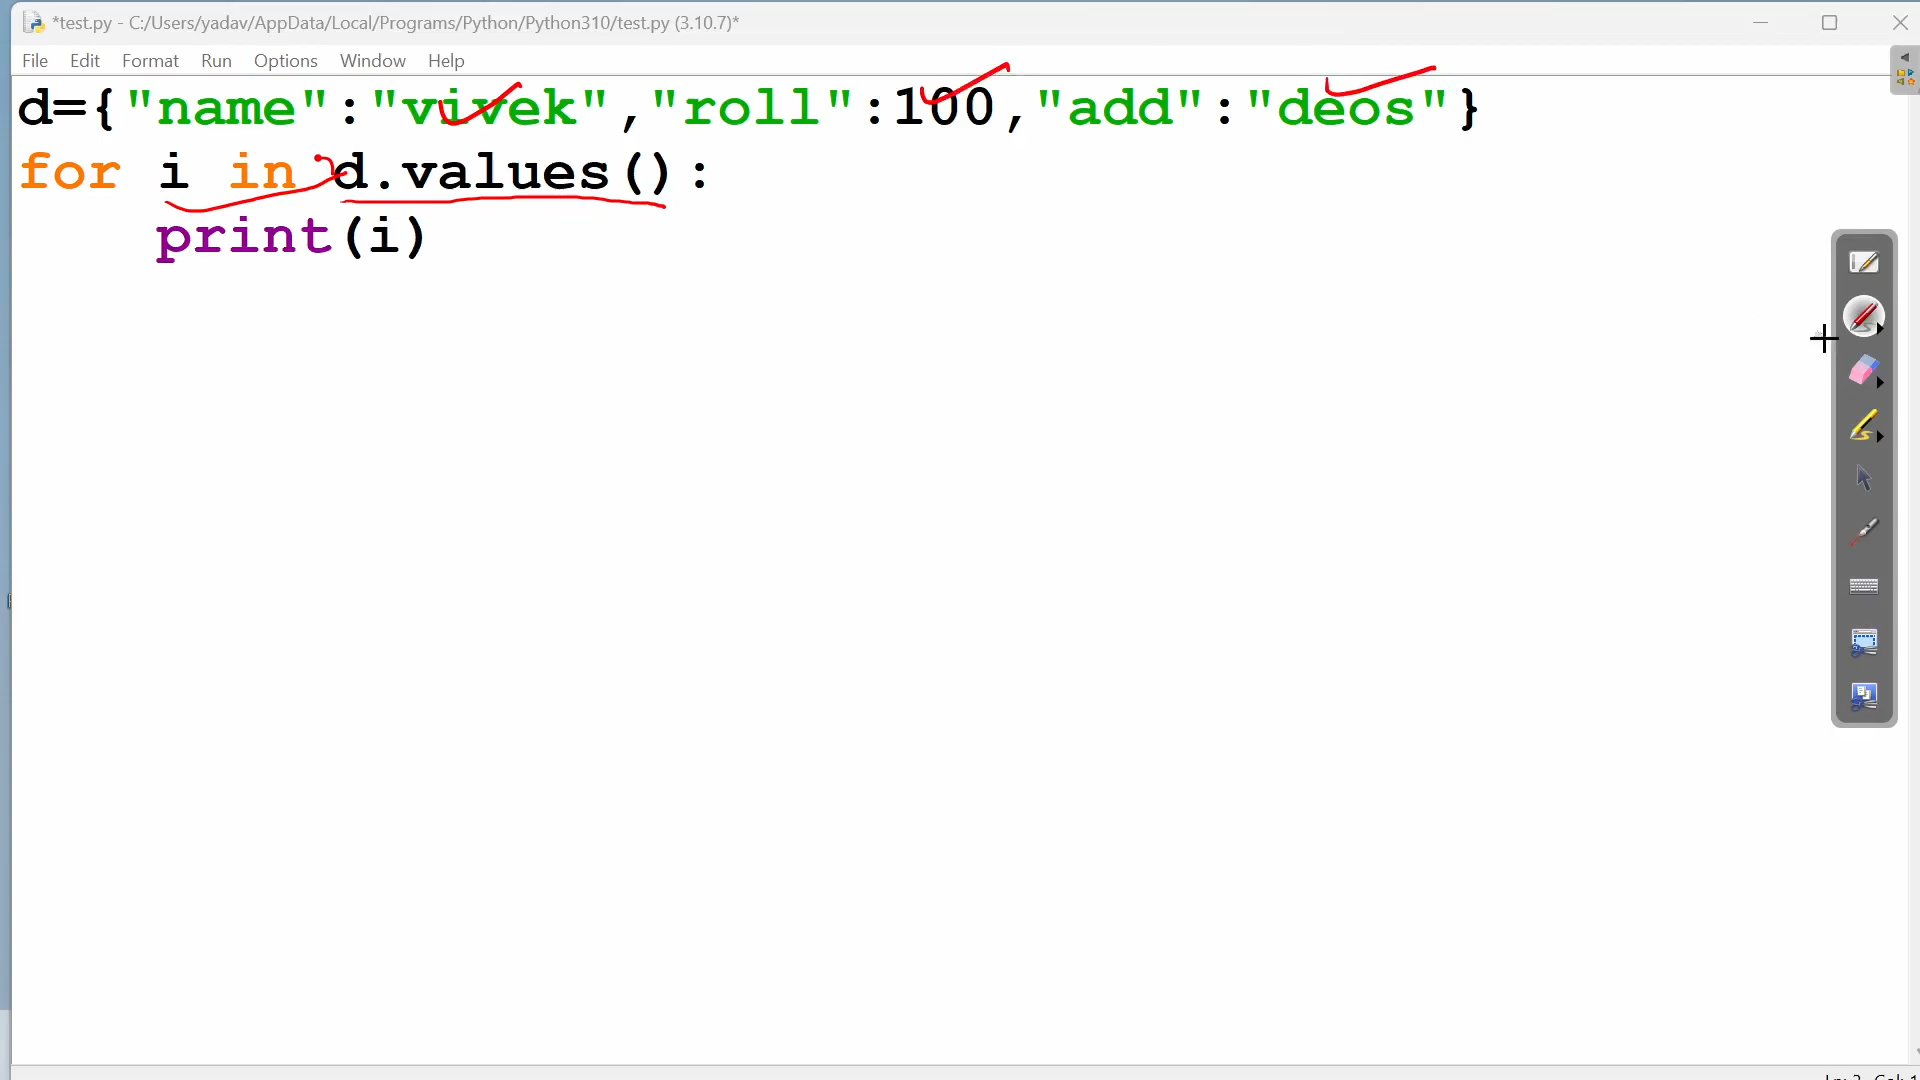 *test.py - C:/Users/yadav/AppData/Local/Programs/Python/Python310/test.py (3.10.7)*
File Edit Format Run Options Window Help
d={"name":"vivek","roll":100,"add":"deos"}
for i in d.values():
    print(i)